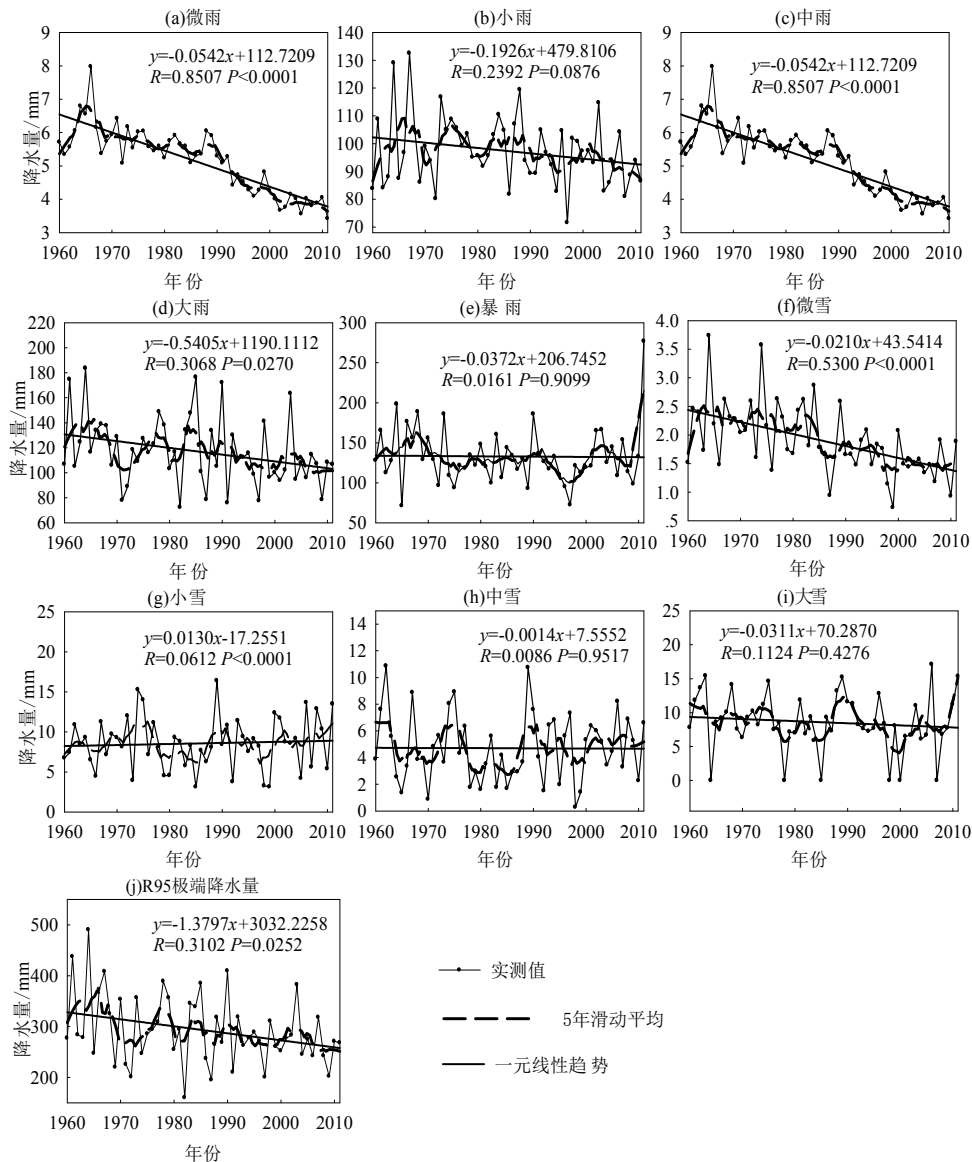 (a)微雨
y=-0.0542x+112.7209
R=0.8507 P<0.0001
9
8
7
6
5
4
3
降水量/mm
1960 1970 1980 1990 2000 2010
年 份
(b)小雨
y=-0.1926x+479.8106
R=0.2392 P=0.0876
140
130
120
110
100
90
80
70
1960 1970 1980 1990 2000 2010
年 份
(c)中雨
y=-0.0542x+112.7209
R=0.8507 P<0.0001
9
8
7
6
5
4
3
1960 1970 1980 1990 2000 2010
年 份
(d)大雨
y=-0.5405x+1190.1112
R=0.3068 P=0.0270
220
200
180
160
140
120
100
80
60
降水量/mm
1960 1970 1980 1990 2000 2010
年 份
(e)暴 雨
y=-0.0372x+206.7452
R=0.0161 P=0.9099
300
250
200
150
100
50
1960 1970 1980 1990 2000 2010
年份
(f)微雪
y=-0.0210x+43.5414
R=0.5300 P<0.0001
4.0
3.5
3.0
2.5
2.0
1.5
1.0
.5
1960 1970 1980 1990 2000 2010
年份
(g)小雪
y=0.0130x-17.2551
R=0.0612 P<0.0001
25
20
15
10
5
0
降水量/mm
1960 1970 1980 1990 2000 2010
年份
(h)中雪
y=-0.0014x+7.5552
R=0.0086 P=0.9517
14
12
10
8
6
4
2
0
1960 1970 1980 1990 2000 2010
年份
(i)大雪
y=-0.0311x+70.2870
R=0.1124 P=0.4276
25
20
15
10
5
0
1960 1970 1980 1990 2000 2010
年份
(j)R95极端降水量
y=-1.3797x+3032.2258
R=0.3102 P=0.0252
500
400
300
200
降水量/mm
1960 1970 1980 1990 2000 2010
年份
实测值
5年滑动平均
一元线性趋 势